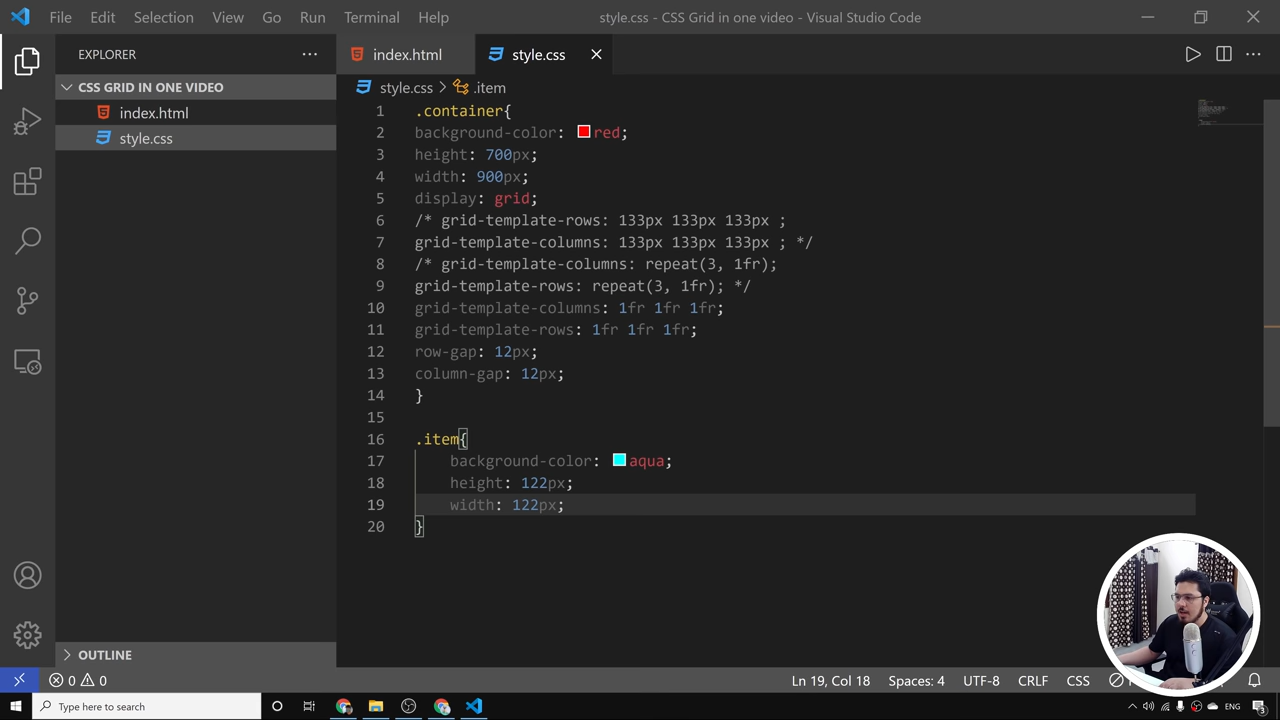 File Edit Selection View Go Run Terminal Help
style.css - CSS Grid in one video - Visual Studio Code
EXPLORER
CSS GRID IN ONE VIDEO
index.html
style.css
OUTLINE
index.html
style.css
style.css > .item
1 .container{
2 background-color: red;
3 height: 700px;
4 width: 900px;
5 display: grid;
6 /* grid-template-rows: 133px 133px 133px ;
7 grid-template-columns: 133px 133px 133px ; */
8 /* grid-template-columns: repeat(3, 1fr);
9 grid-template-rows: repeat(3, 1fr); */
10 grid-template-columns: 1fr 1fr 1fr;
11 grid-template-rows: 1fr 1fr 1fr;
12 row-gap: 12px;
13 column-gap: 12px;
14 }
15
16 .item{
17 background-color: aqua;
18 height: 122px;
19 width: 122px;
20 }
0 0
Ln 19, Col 18 Spaces: 4 UTF-8 CRLF CSS
Type here to search
ENG